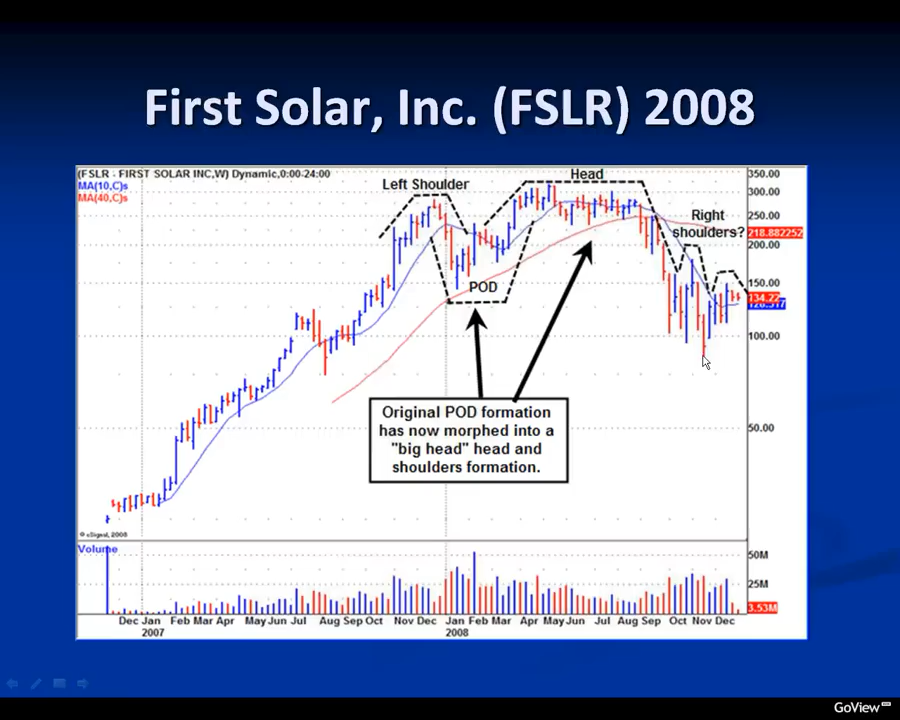 First Solar, Inc. (FSLR) 2008
(FSLR - FIRST SOLAR INC,W) Dynamic,0:00-24:00
MA(10,C)s
MA(40,C)s
Left Shoulder
Head
Right
shoulders?
POD
350.00
300.00
250.00
218.882252
200.00
150.00
134.22
100.00
50.00
Original POD formation
has now morphed into a
"big head" head and
shoulders formation.
© eSignal, 2008
Volume
50M
25M
3.53M
Dec Jan Feb Mar Apr May Jun Jul Aug Sep Oct Nov Dec Jan Feb Mar Apr May Jun Jul Aug Sep Oct Nov Dec
2007 2008
GoView